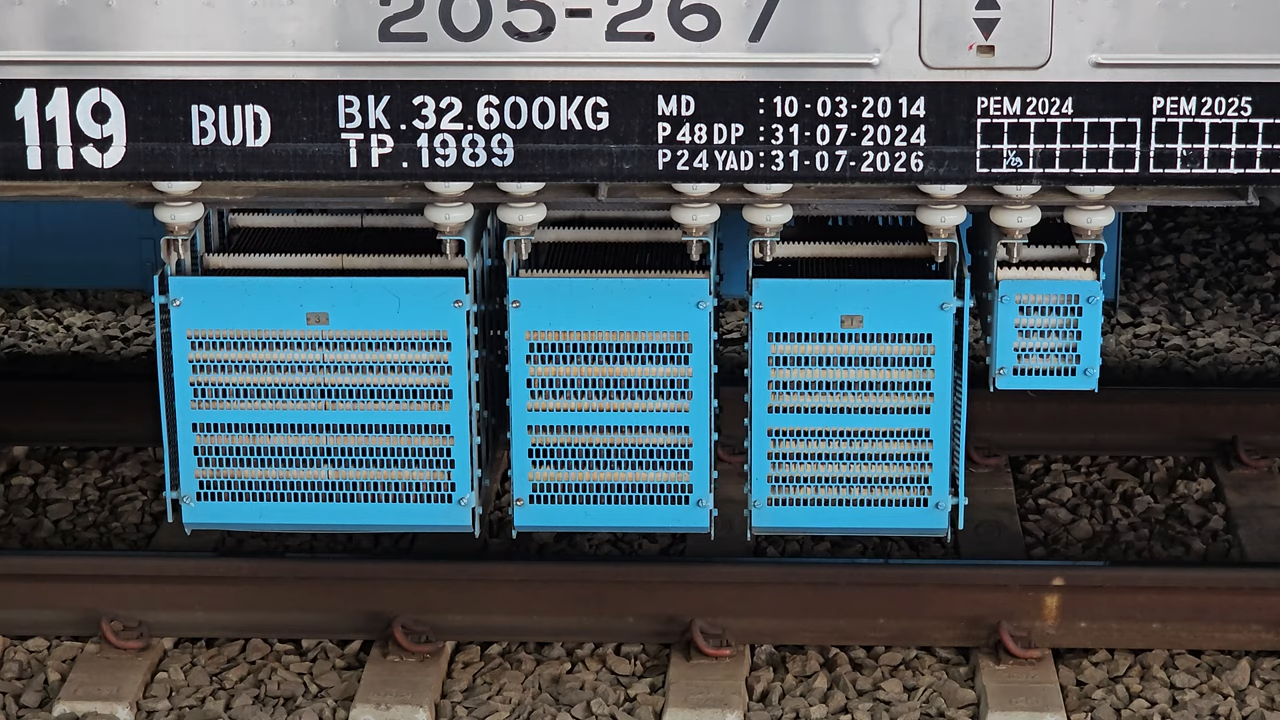 205-267
119
BUD
BK.32.600KG
TP.1989
MD :10-03-2014
P48DP :31-07-2024
P24YAD:31-07-2026
PEM 2024
PEM 2025